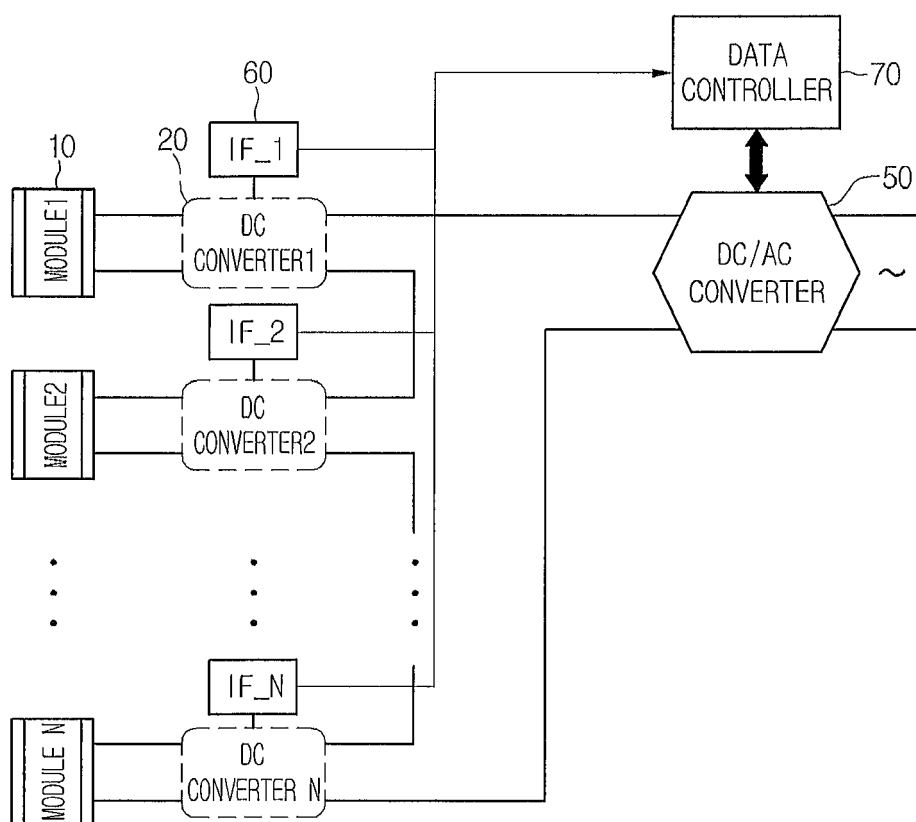 DATA
CONTROLLER
70
60
IF_1
10
20
MODULE1
DC
CONVERTER1
50
DC/AC
CONVERTER
~
IF_2
MODULE2
DC
CONVERTER2
IF_N
MODULE N
DC
CONVERTER N